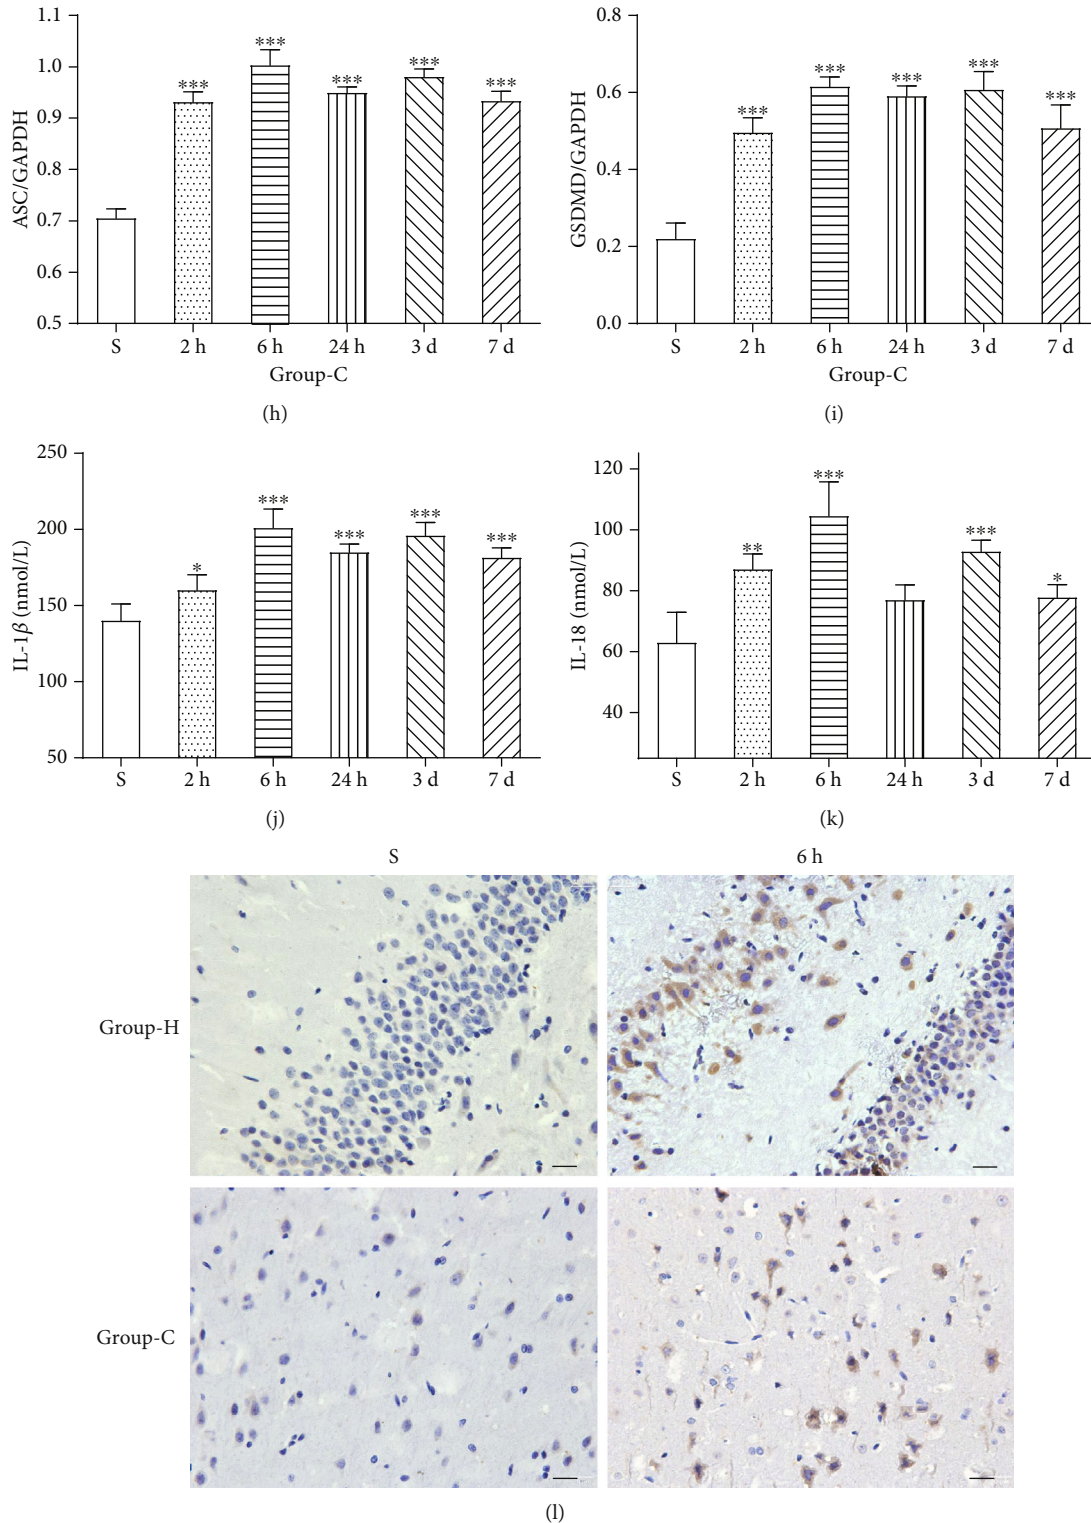 1.1
1.0
0.9
0.8
0.7
0.6
0.5
ASC/GAPDH
***
***
***
***
***
S 2 h 6 h 24 h 3 d 7 d
Group-C
(h)
0.8
0.6
0.4
0.2
0.0
GSDMD/GAPDH
***
***
***
***
***
S 2 h 6 h 24 h 3 d 7 d
Group-C
(i)
250
200
150
100
50
IL-1β (nmol/L)
*
***
***
***
***
S 2 h 6 h 24 h 3 d 7 d
(j)
120
100
80
60
40
IL-18 (nmol/L)
**
***
***
*
S 2 h 6 h 24 h 3 d 7 d
(k)
S 6 h
Group-H
Group-C
(l)